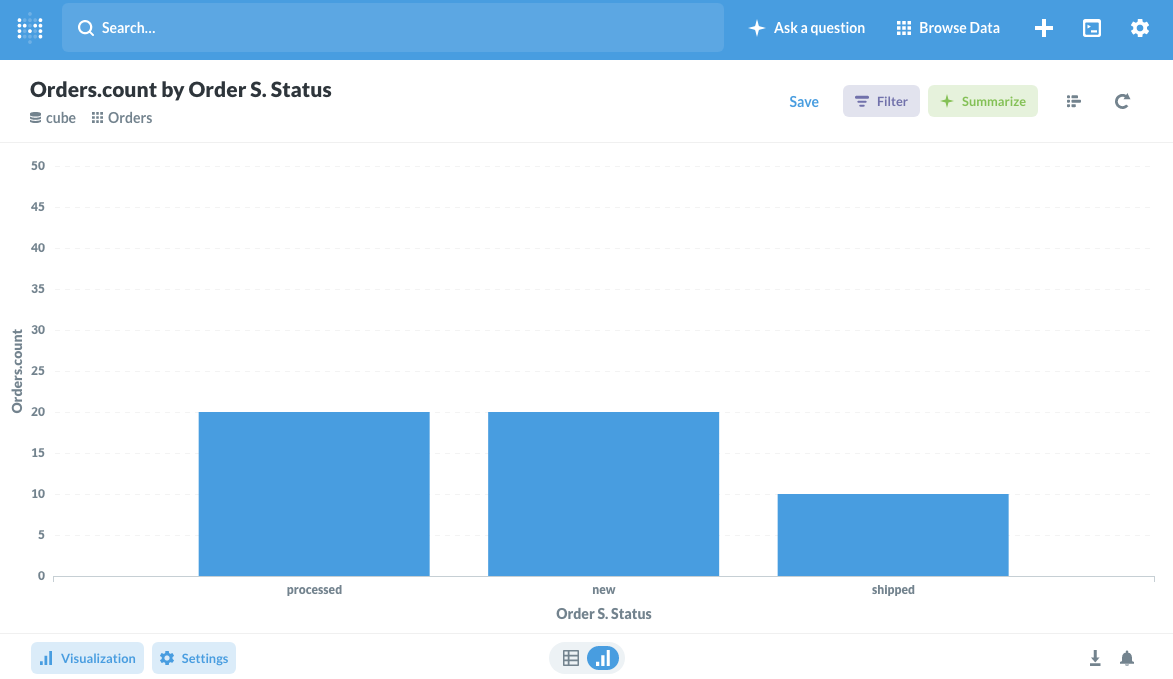 Search...
Ask a question
Browse Data
Orders.count by Order S. Status
cube
Orders
Save
Filter
Summarize
50
45
40
35
30
25
20
15
10
5
0
Orders.count
processed
new
shipped
Order S. Status
Visualization
Settings